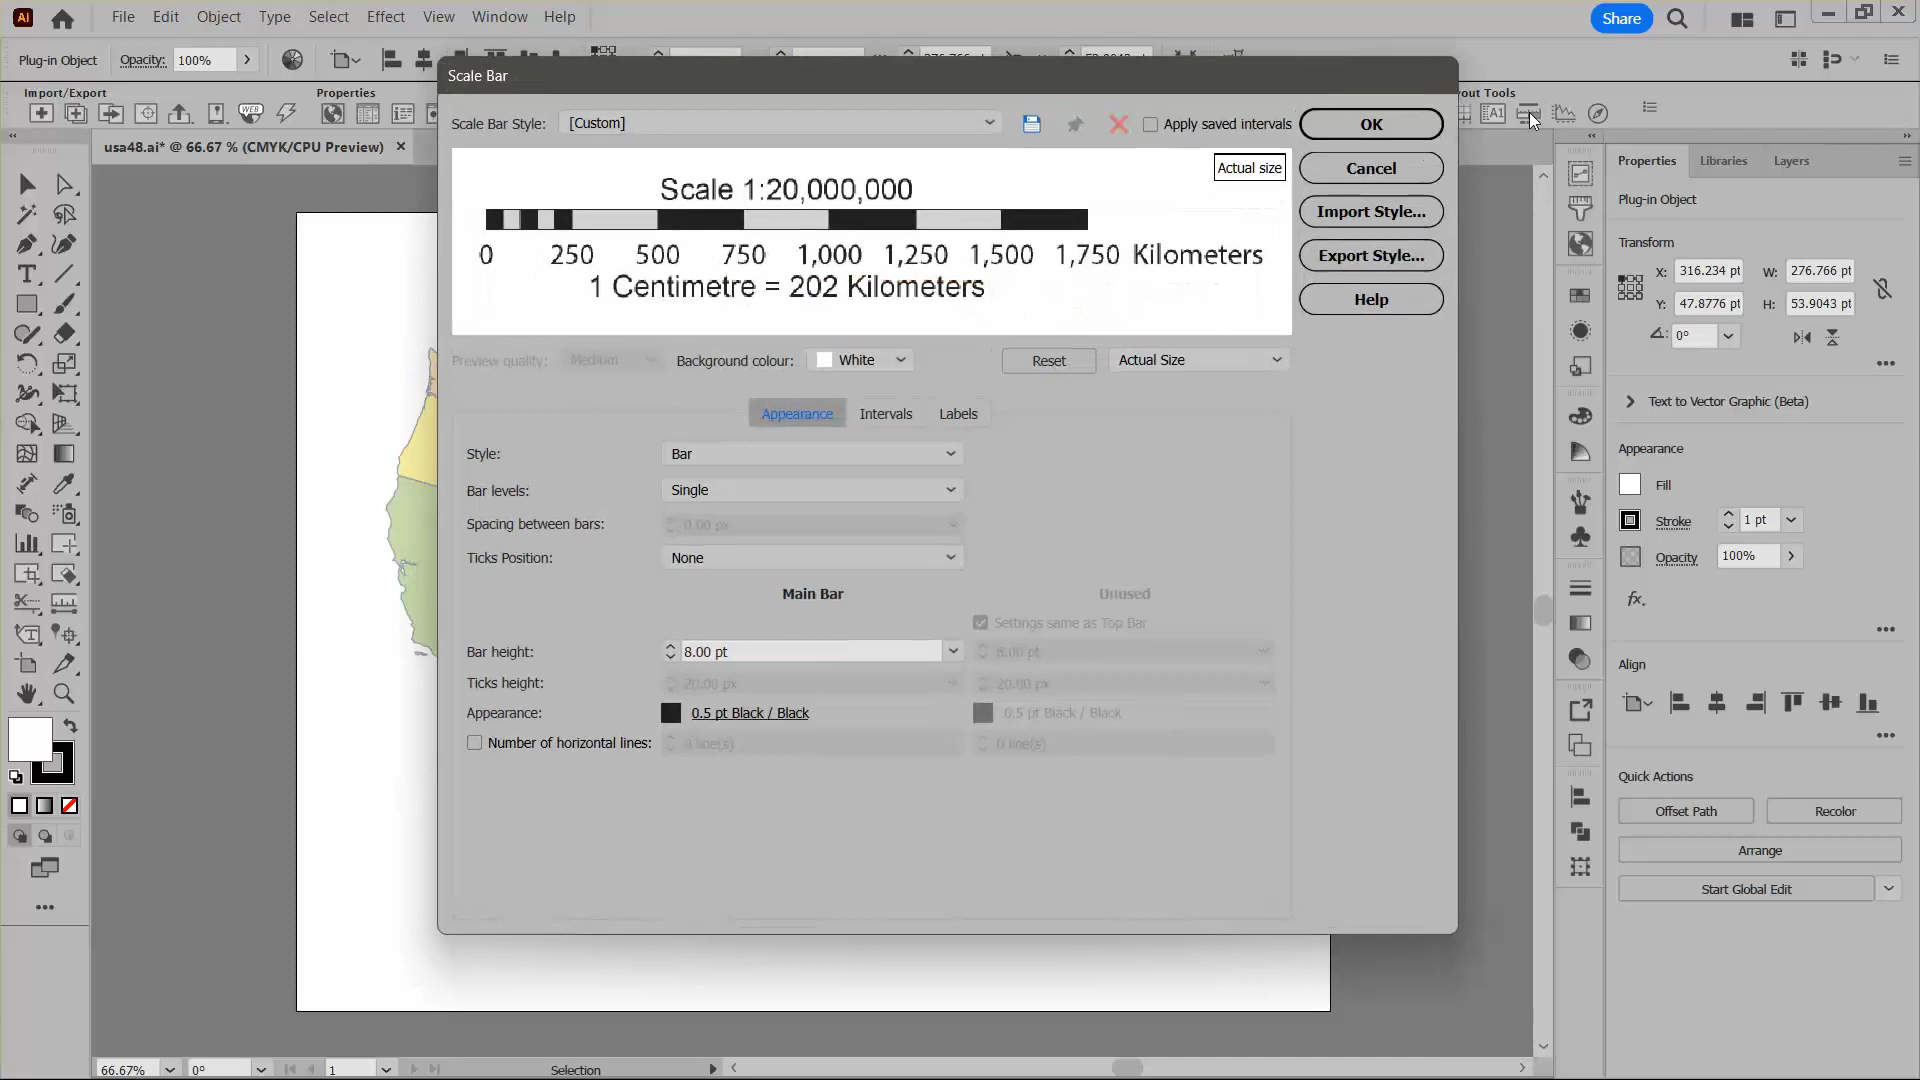 Ai File Edit Object Type Select Effect View Window Help Share
Plug-in Object Opacity: 100%
Import/Export Properties
WEB A1
usa48.ai* @ 66.67 % (CMYK/CPU Preview)
Scale Bar
Scale Bar Style: [Custom] Apply saved intervals OK
Actual size
Scale 1:20,000,000
0 250 500 750 1,000 1,250 1,500 1,750 Kilometers
1 Centimetre = 202 Kilometers
Cancel
Import Style...
Export Style...
Help
Preview quality: Medium Background colour: White Reset Actual Size
Appearance Intervals Labels
Style: Bar
Bar levels: Single
Spacing between bars: 0.00 px
Ticks Position: None
Main Bar Unused
Settings same as Top Bar
Bar height: 8.00 pt 8.00 pt
Ticks height: 20.00 px 20.00 px
Appearance: 0.5 pt Black / Black 0.5 pt Black / Black
Number of horizontal lines: 0 line(s) 0 line(s)
Properties Libraries Layers
Plug-in Object
Transform
X: 316.234 pt W: 276.766 pt
Y: 47.8776 pt H: 53.9043 pt
0°
Text to Vector Graphic (Beta)
Appearance
Fill
Stroke 1 pt
Opacity 100%
fx.
Align
Quick Actions
Offset Path Recolor
Arrange
Start Global Edit
66.67% 0° 1 Selection